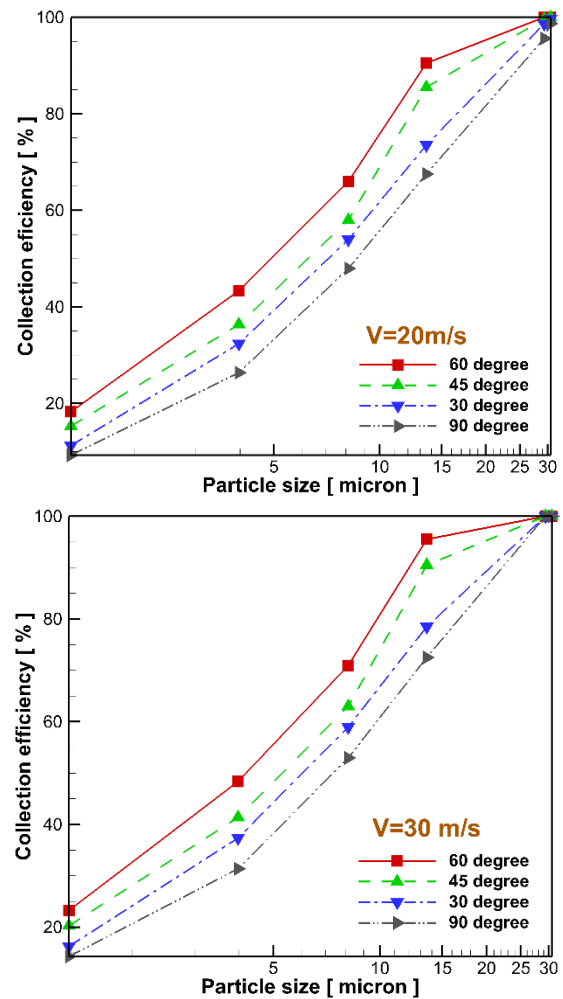 100
80
60
40
20
Collection eficiency [ % ]
V=20m/s
60 degree
45 degree
30 degree
90 degree
5 10 15 20 25 30
Particle size [ micron ]
100
80
60
40
20
Collection efficiency [ % ]
V=30 m/s
60 degree
45 degree
30 degree
90 degree
5 10 15 20 25 30
Particle size [ micron ]